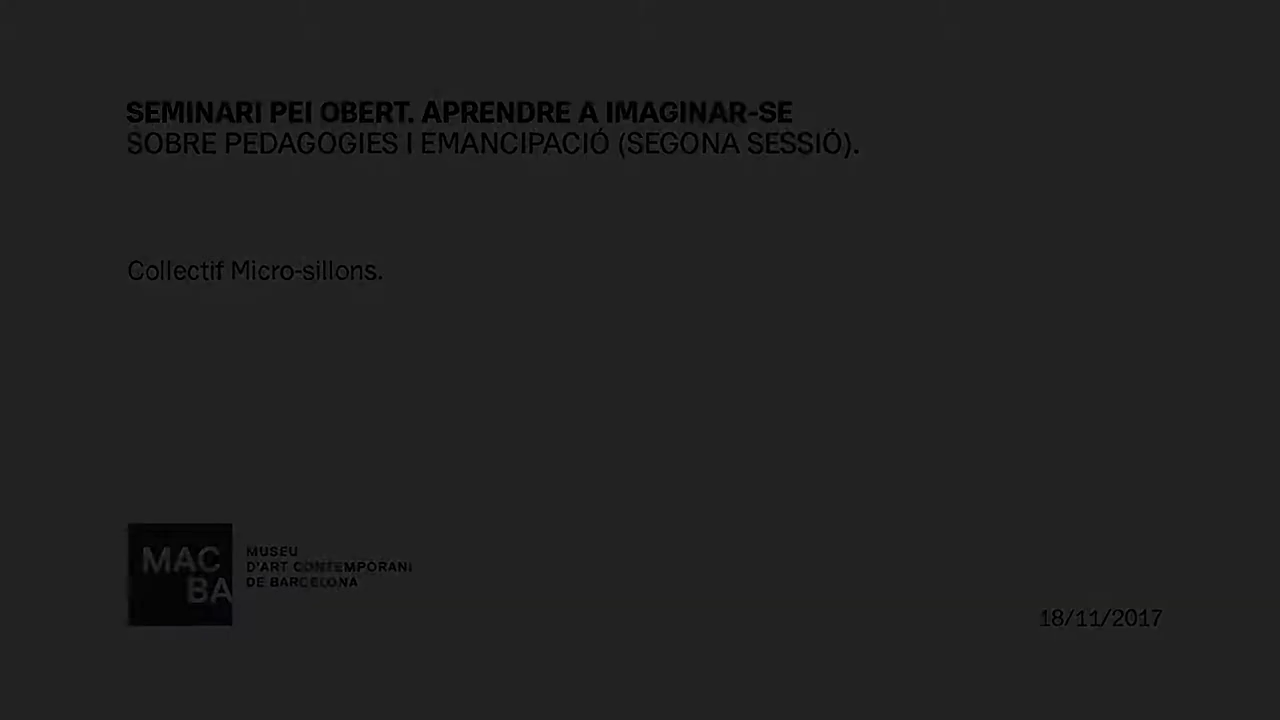 SEMINARI PEI OBERT. APRENDRE A IMAGINAR-SE
SOBRE PEDAGOGIES I EMANCIPACIÓ (SEGONA SESSIÓ).
Collectif Micro-sillons.
MAC
BA
MUSEU
D'ART CONTEMPORANI
DE BARCELONA
18/11/2017